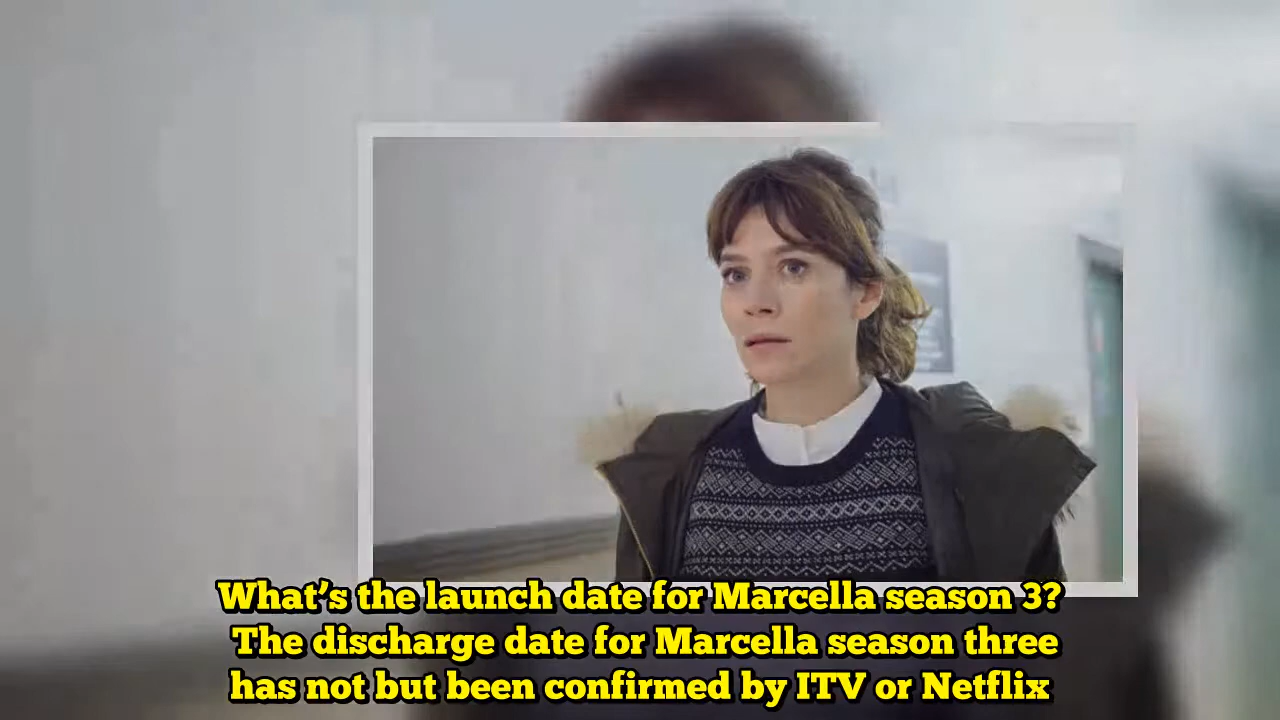 What's the launch date for Marcella season 3?
The discharge date for Marcella season three
has not but been confirmed by ITV or Netflix